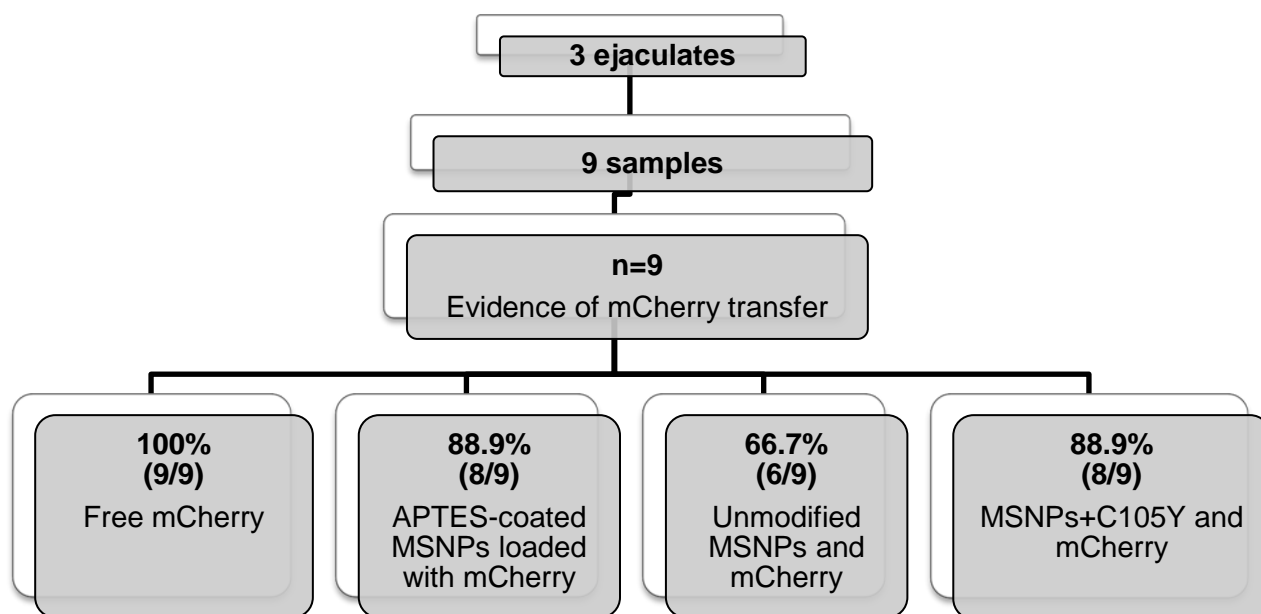 3 ejaculates
9 samples
n=9
Evidence of mCherry transfer
100%
(9/9)
Free mCherry
88.9%
(8/9)
APTES-coated
MSNPs loaded
with mCherry
66.7%
(6/9)
Unmodified
MSNPs and
mCherry
88.9%
(8/9)
MSNPs+C105Y and
mCherry